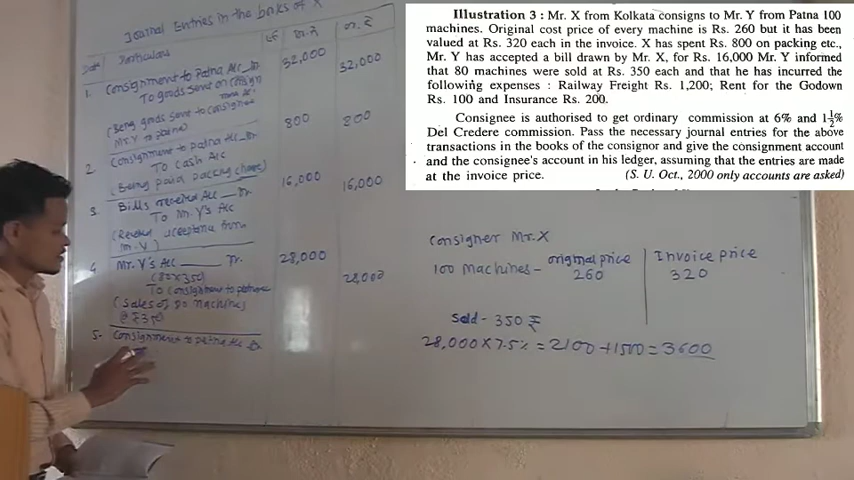 Journal Entries in the books of X
Date Particulars LF Dr. ₹ Cr. ₹
1. Consignment to Patna A/c Dr. 32,000
To goods sent on consign 32,000
(Being goods sent to consignee
Mr. Y to patna)
2. Consignment to Patna A/c Dr 800
To Cash A/c 800
(Being paid packing charges)
3. Bills received A/c Dr 16,000
To Mr. Y's A/c 16,000
(Received acceptance from
Mr. Y)
4. Mr. Y's A/c Dr. 28,000
(80×350)
To consignment to patna A/c 28,000
(Sales of 80 machines
@ ₹350)
5. Consignment to patna A/c Dr
Illustration 3 : Mr. X from Kolkata consigns to Mr. Y from Patna 100
machines. Original cost price of every machine is Rs. 260 but it has been
valued at Rs. 320 each in the invoice. X has spent Rs. 800 on packing etc.,
Mr. Y has accepted a bill drawn by Mr. X, for Rs. 16,000 Mr. Y informed
that 80 machines were sold at Rs. 350 each and that he has incurred the
following expenses : Railway Freight Rs. 1,200; Rent for the Godown
Rs. 100 and Insurance Rs. 200.
Consignee is authorised to get ordinary commission at 6% and 1½%
Del Credere commission. Pass the necessary journal entries for the above
transactions in the books of the consignor and give the consignment account
and the consignee's account in his ledger, assuming that the entries are made
at the invoice price. (S. U. Oct., 2000 only accounts are asked)
Consigner Mr. X
original price Invoice price
100 Machines - 260 320
Sold - 350 ₹
28,000 × 7.5% = 2100 + 1500 = 3600